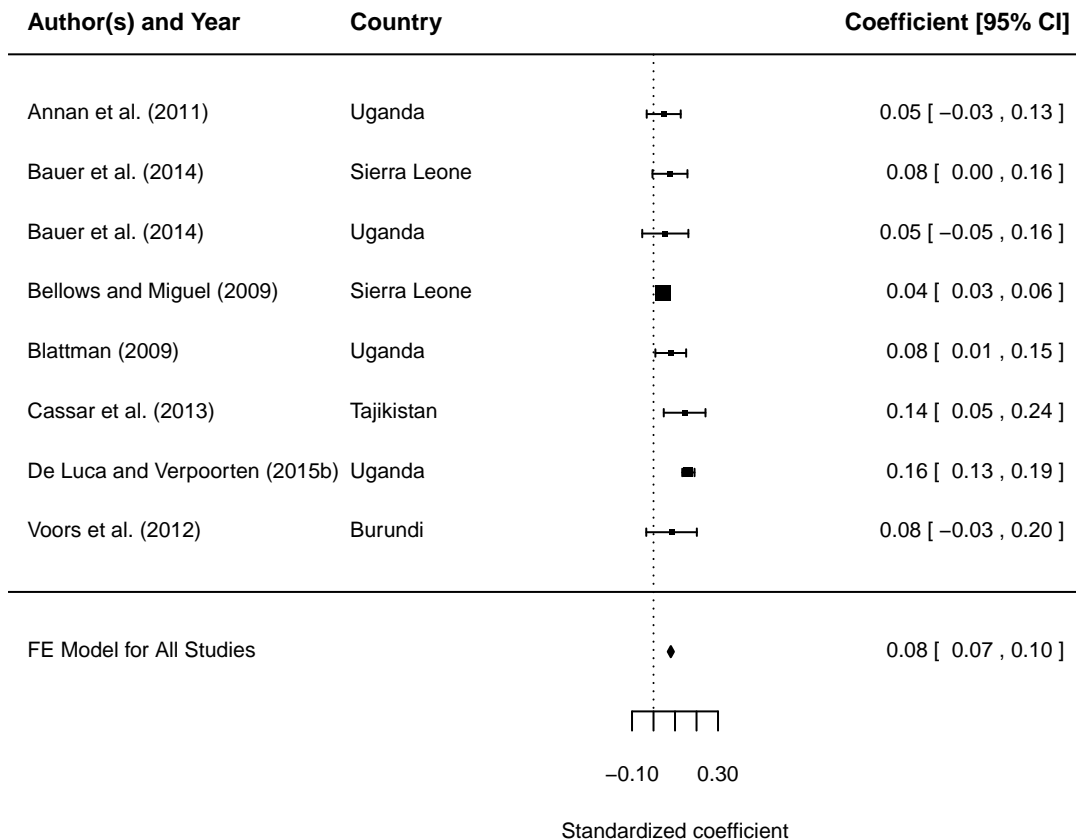 Author(s) and Year Country Coefficient [95% CI]
Annan et al. (2011) Uganda 0.05 [ −0.03 , 0.13 ]
Bauer et al. (2014) Sierra Leone 0.08 [ 0.00 , 0.16 ]
Bauer et al. (2014) Uganda 0.05 [ −0.05 , 0.16 ]
Bellows and Miguel (2009) Sierra Leone 0.04 [ 0.03 , 0.06 ]
Blattman (2009) Uganda 0.08 [ 0.01 , 0.15 ]
Cassar et al. (2013) Tajikistan 0.14 [ 0.05 , 0.24 ]
De Luca and Verpoorten (2015b) Uganda 0.16 [ 0.13 , 0.19 ]
Voors et al. (2012) Burundi 0.08 [ −0.03 , 0.20 ]
FE Model for All Studies 0.08 [ 0.07 , 0.10 ]
−0.10 0.30
Standardized coefficient